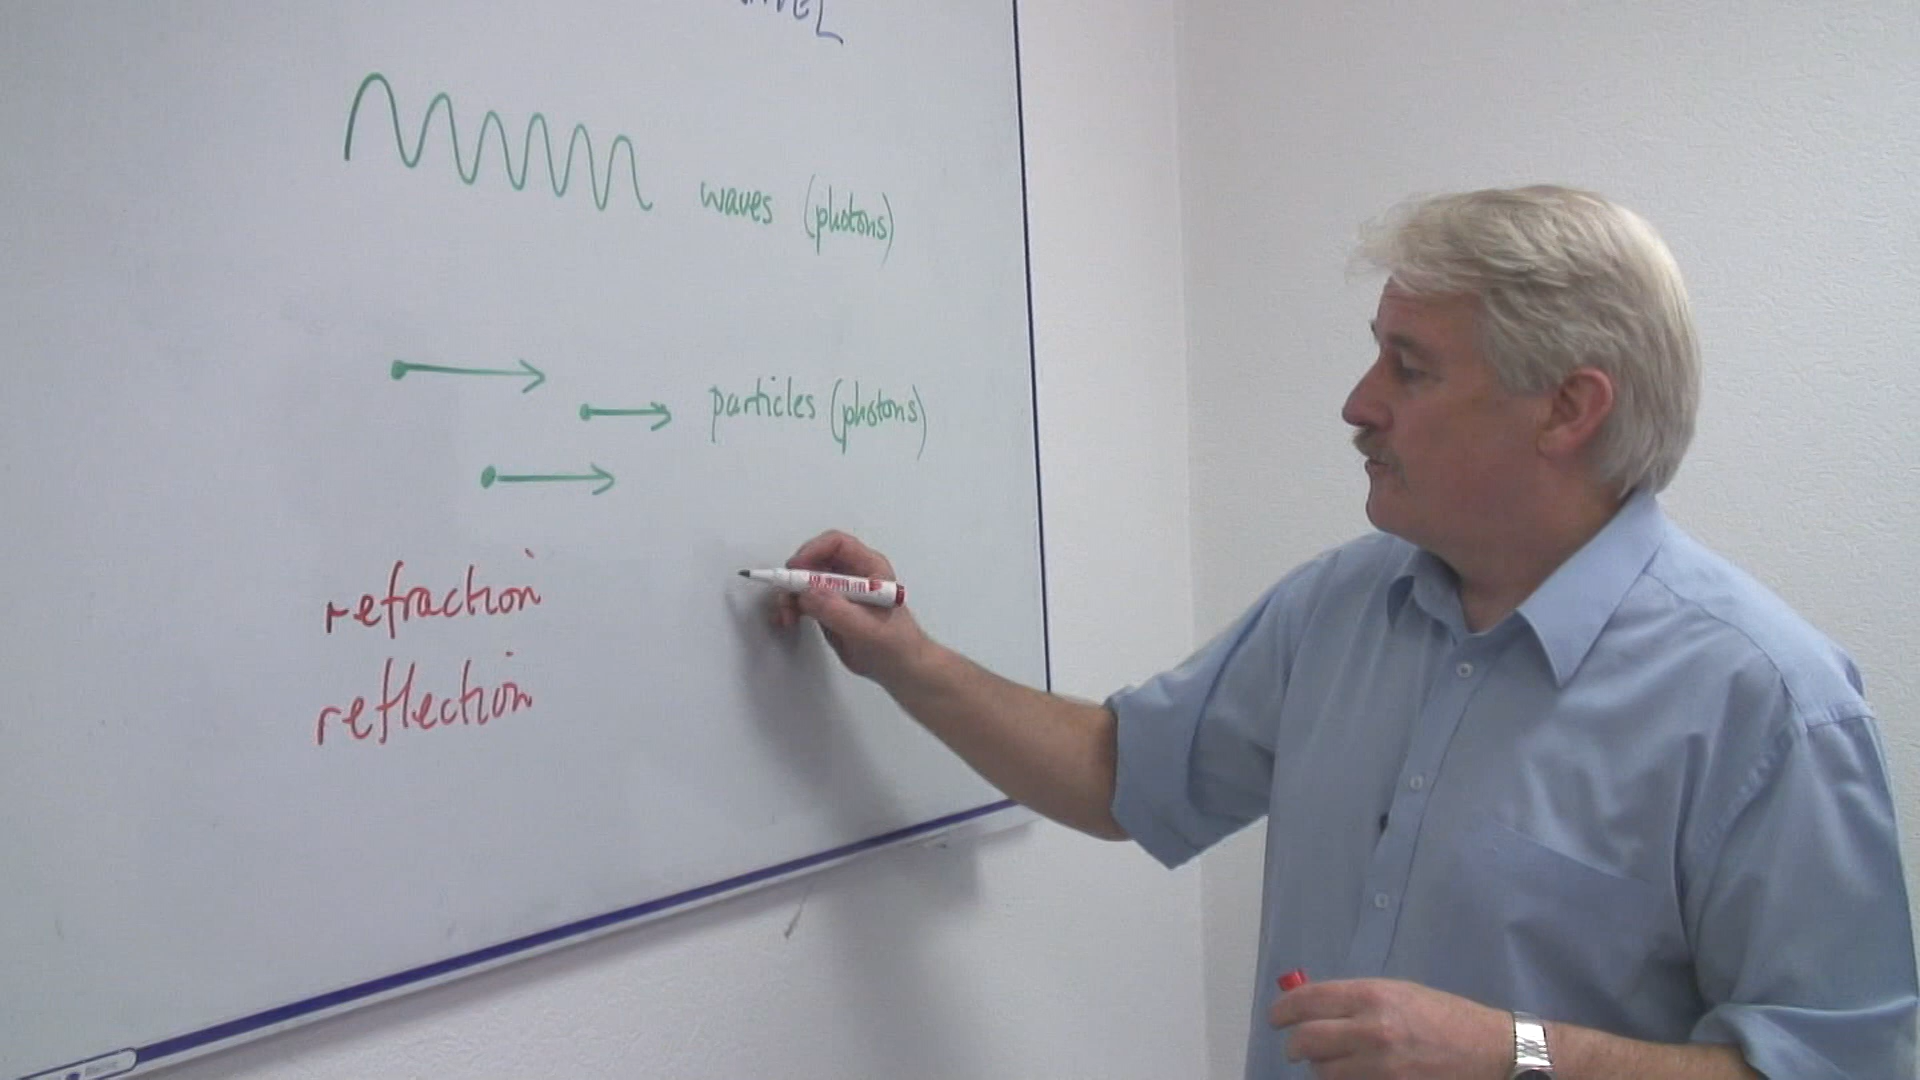 waves (photons)
particles (photons)
refraction
reflection